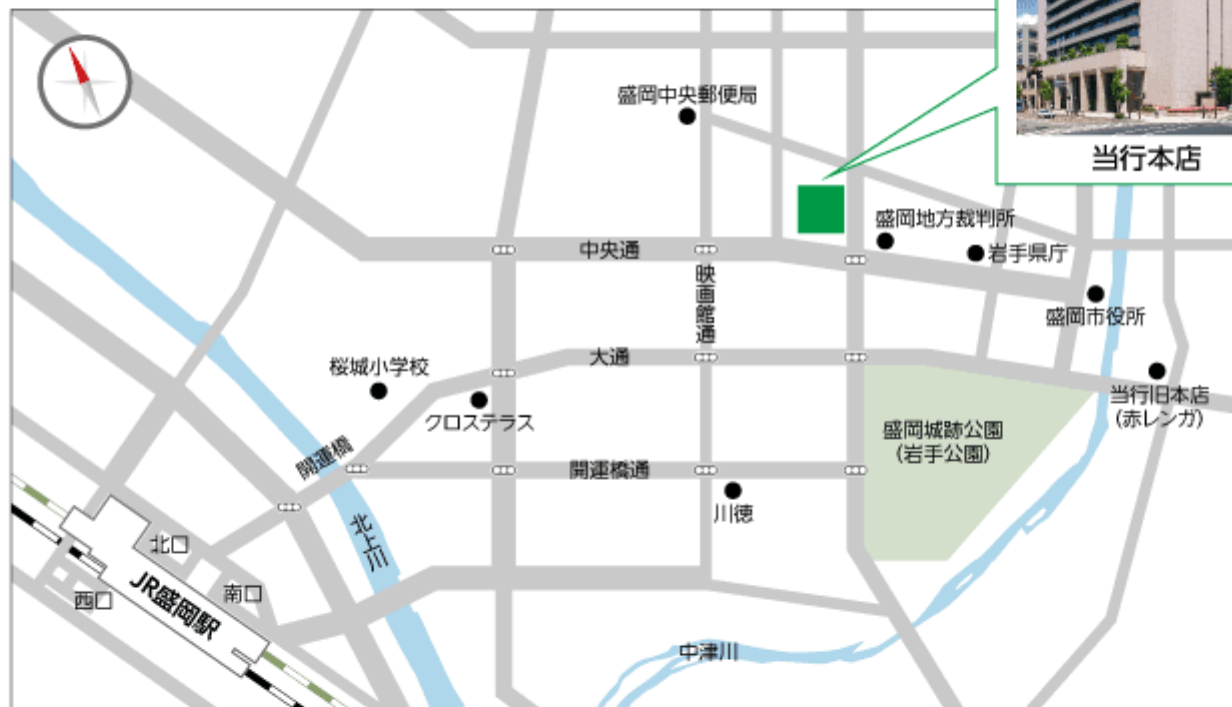 盛岡中央郵便局
当行本店
盛岡地方裁判所
中央通
岩手県庁
映画館通
盛岡市役所
大通
桜城小学校
当行旧本店
(赤レンガ)
クロステラス
盛岡城跡公園
(岩手公園)
開運橋
開運橋通
川徳
北上川
北口
南口
西口
JR盛岡駅
中津川